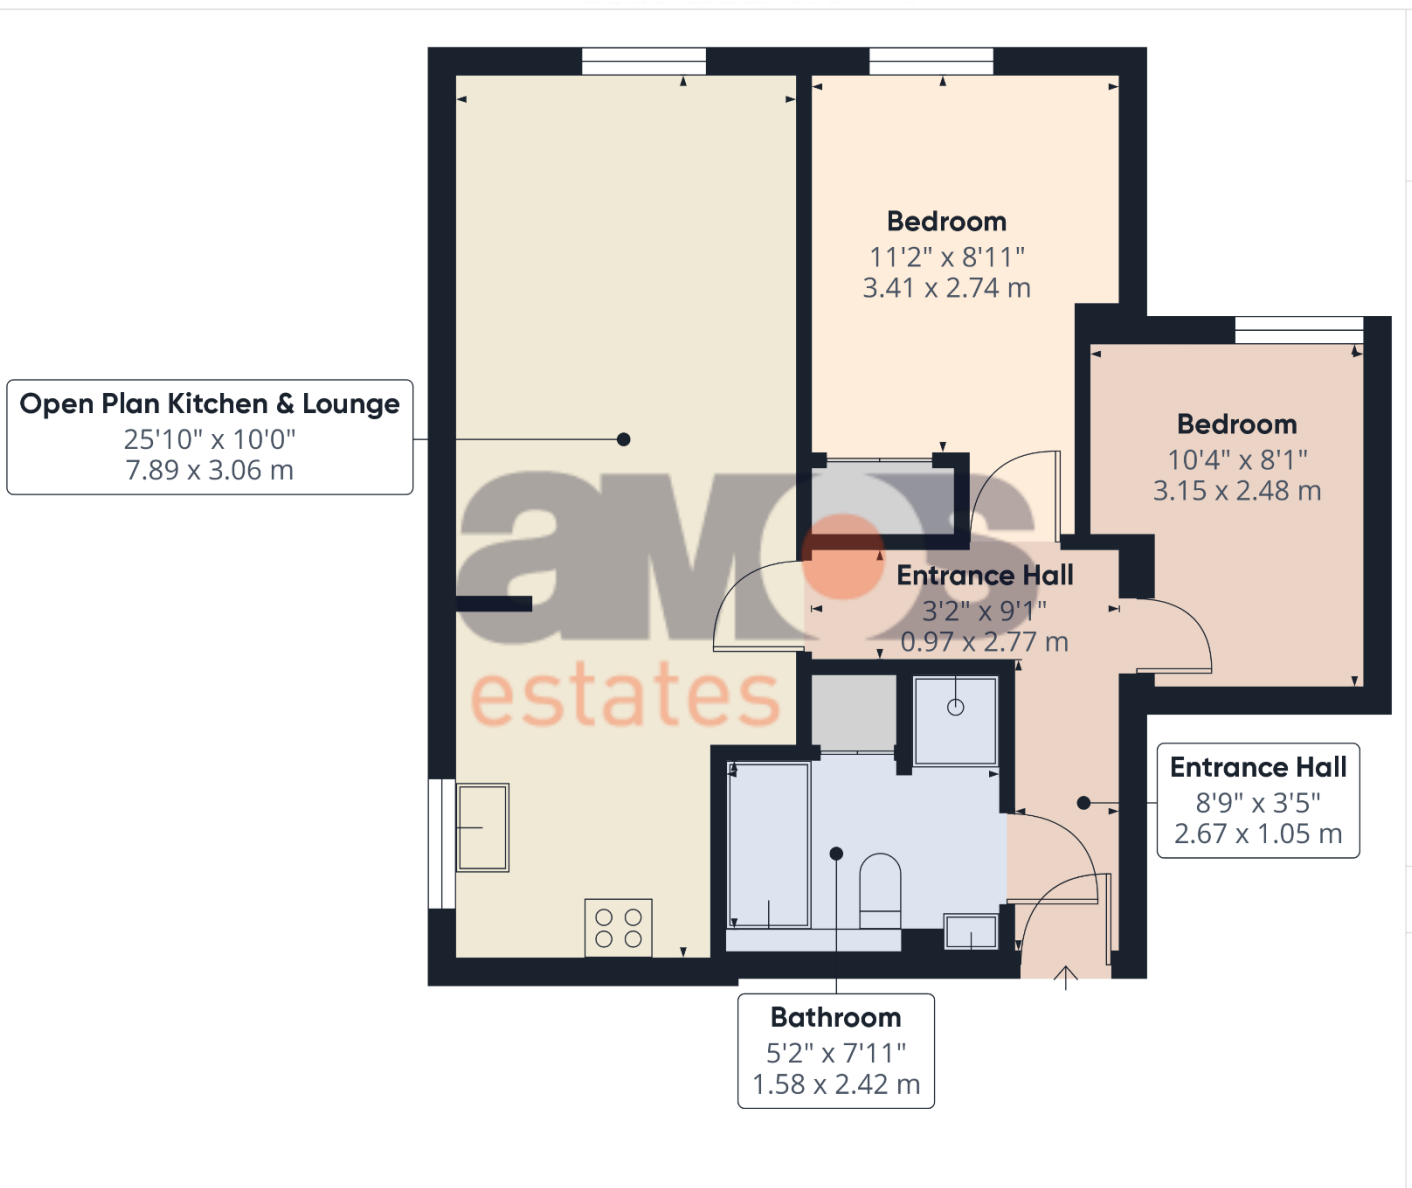 Bedroom
11'2" x 8'11"
3.41 x 2.74 m
Open Plan Kitchen & Lounge
25'10" x 10'0"
7.89 x 3.06 m
Bedroom
10'4" x 8'1"
3.15 x 2.48 m
amos
estates
Entrance Hall
3'2" x 9'1"
0.97 x 2.77 m
Entrance Hall
8'9" x 3'5"
2.67 x 1.05 m
Bathroom
5'2" x 7'11"
1.58 x 2.42 m